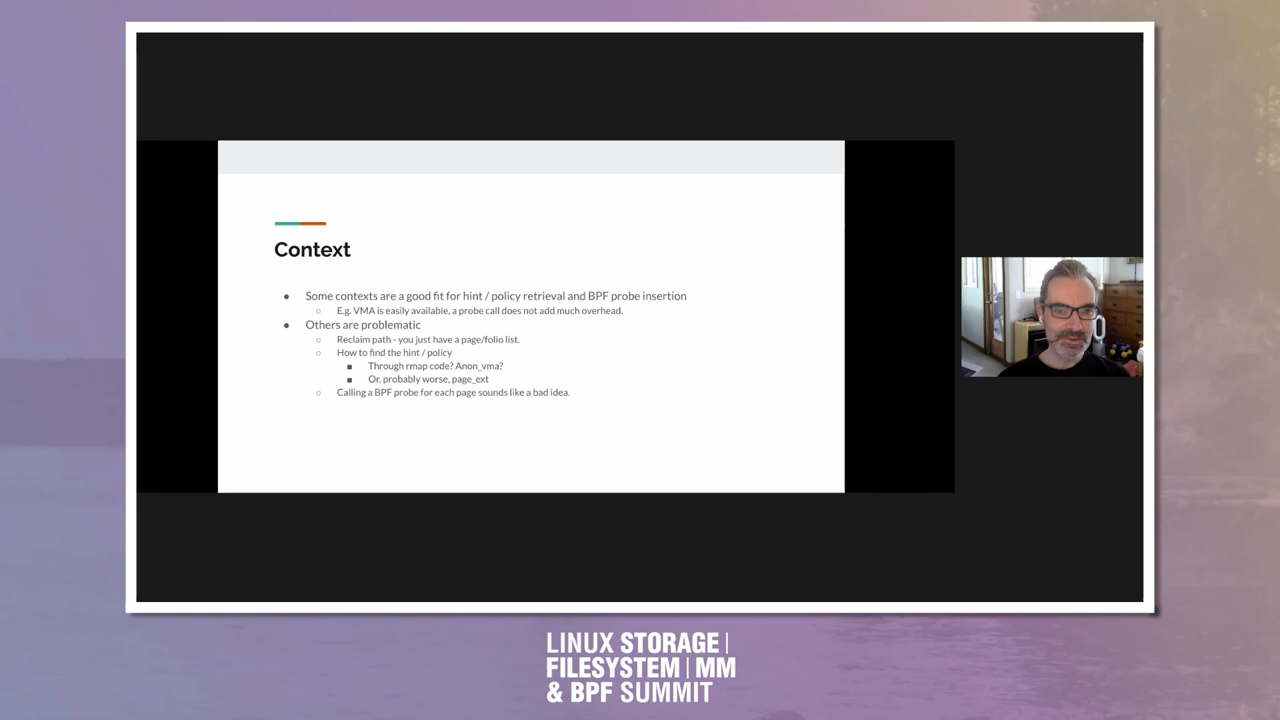 Context
● Some contexts are a good fit for hint / policy retrieval and BPF probe insertion
○ E.g. VMA is easily available, a probe call does not add much overhead.
● Others are problematic
○ Reclaim path - you just have a page/folio list.
○ How to find the hint / policy
■ Through rmap code? Anon_vma?
■ Or, probably worse, page_ext
○ Calling a BPF probe for each page sounds like a bad idea.
LINUX STORAGE |
FILESYSTEM | MM
& BPF SUMMIT